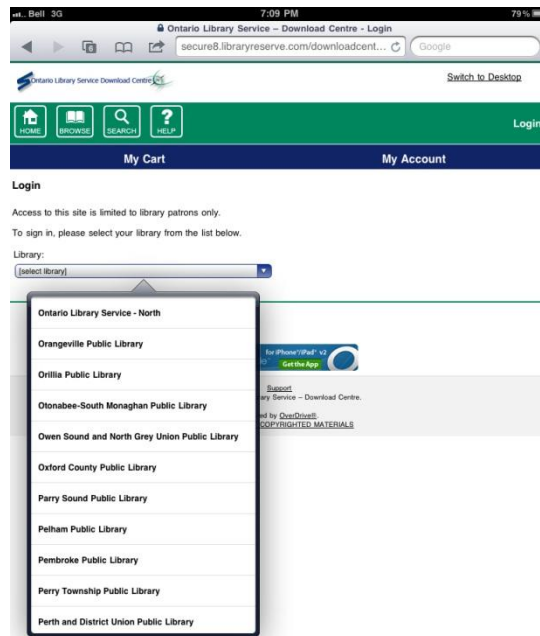 Bell 3G 7:09 PM 79%
Ontario Library Service – Download Centre - Login
secure8.libraryreserve.com/downloadcent... Google
Ontario Library Service Download Centre Switch to Desktop
HOME BROWSE SEARCH ? HELP Login
My Cart My Account
Login
Access to this site is limited to library patrons only.
To sign in, please select your library from the list below.
Library:
[select library]
Ontario Library Service - North
Orangeville Public Library
for iPhone®/iPad® v2
Get the App
Orillia Public Library
Support
ary Service – Download Centre.
Otonabee-South Monaghan Public Library
ed by OverDrive®.
COPYRIGHTED MATERIALS
Owen Sound and North Grey Union Public Library
Oxford County Public Library
Parry Sound Public Library
Pelham Public Library
Pembroke Public Library
Perry Township Public Library
Perth and District Union Public Library